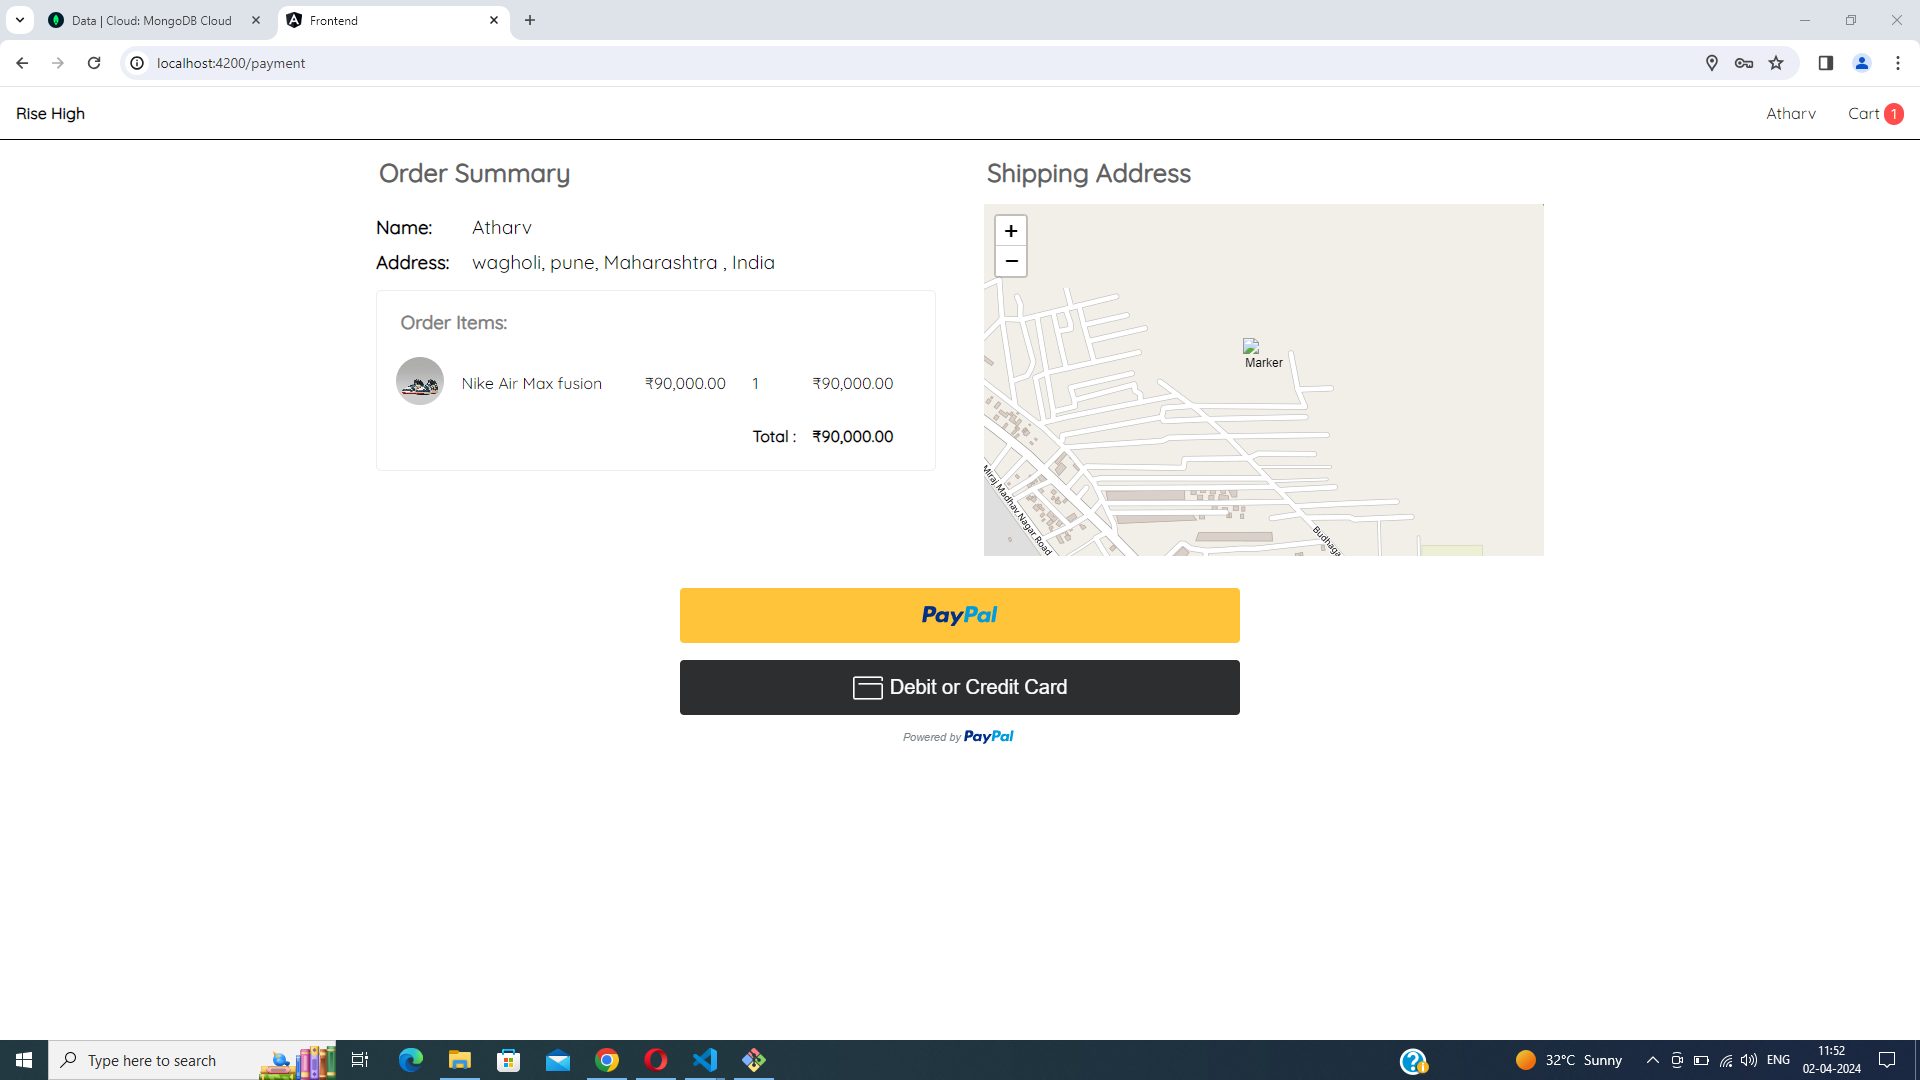 Data | Cloud: MongoDB Cloud
Frontend
localhost:4200/payment
Rise High
Atharv
Cart 1
Order Summary
Shipping Address
Name: Atharv
Address: wagholi, pune, Maharashtra , India
Order Items:
Nike Air Max fusion ₹90,000.00 1 ₹90,000.00
Total : ₹90,000.00
+
−
Marker
Miraj Madhav Nagar Road
Budhaga
PayPal
Debit or Credit Card
Powered by PayPal
Type here to search
32°C Sunny
ENG
11:52
02-04-2024